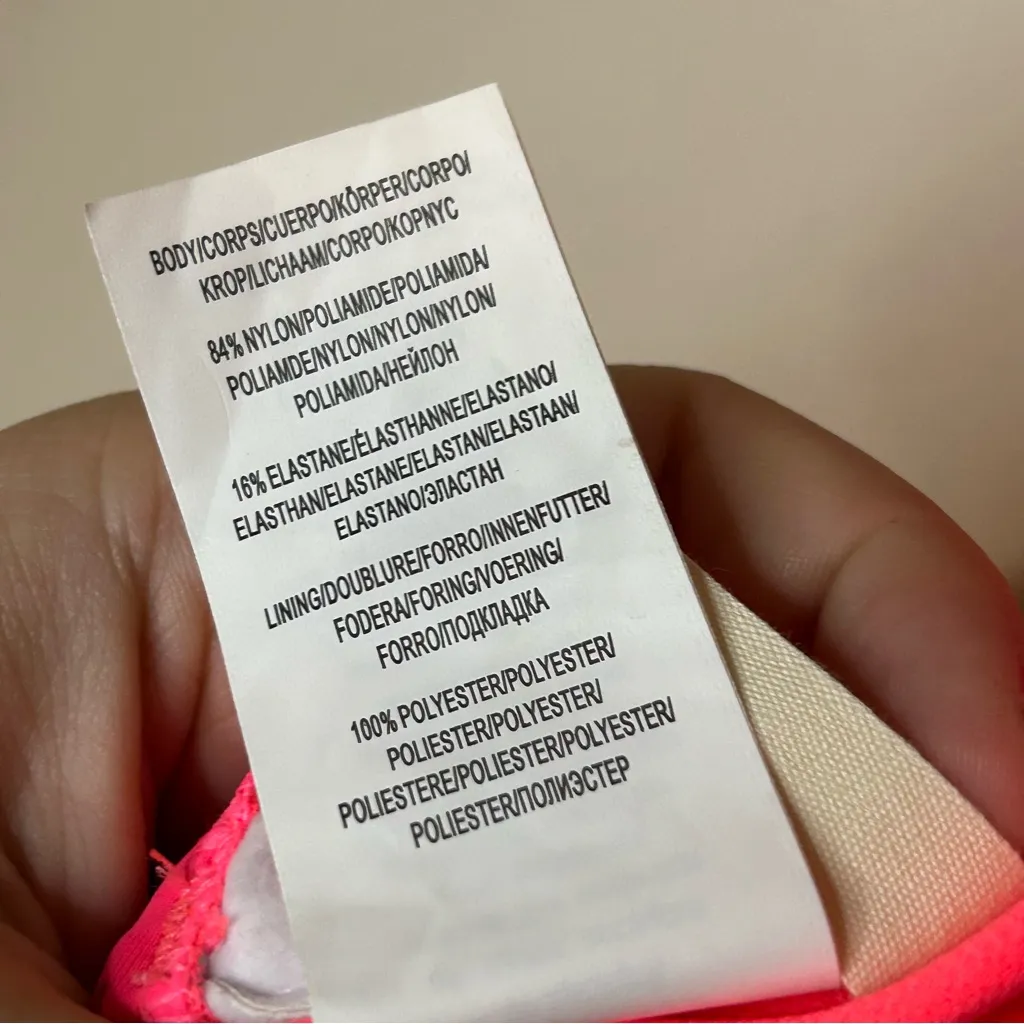 BODY/CORPS/CUERPO/KÖRPER/CORPO/
KROP/LICHAAM/CORPO/KOPNYC
84% NYLON/POLIAMIDE/POLIAMIDA/
POLIAMDE/NYLON/NYLON/NYLON/
POLIAMIDA/НЕЙЛОН
16% ELASTANE/ÉLASTHANNE/ELASTANO/
ELASTHAN/ELASTANE/ELASTAN/ELASTAAN/
ELASTANO/ЭЛАСТАН
LINING/DOUBLURE/FORRO/INNENFUTTER/
FODERA/FORING/VOERING/
FORRO/ПОДКЛАДКА
100% POLYESTER/POLYESTER/
POLIESTER/POLYESTER/
POLIESTERE/POLIESTER/POLYESTER/
POLIESTER/ПОЛИЭСТЕР